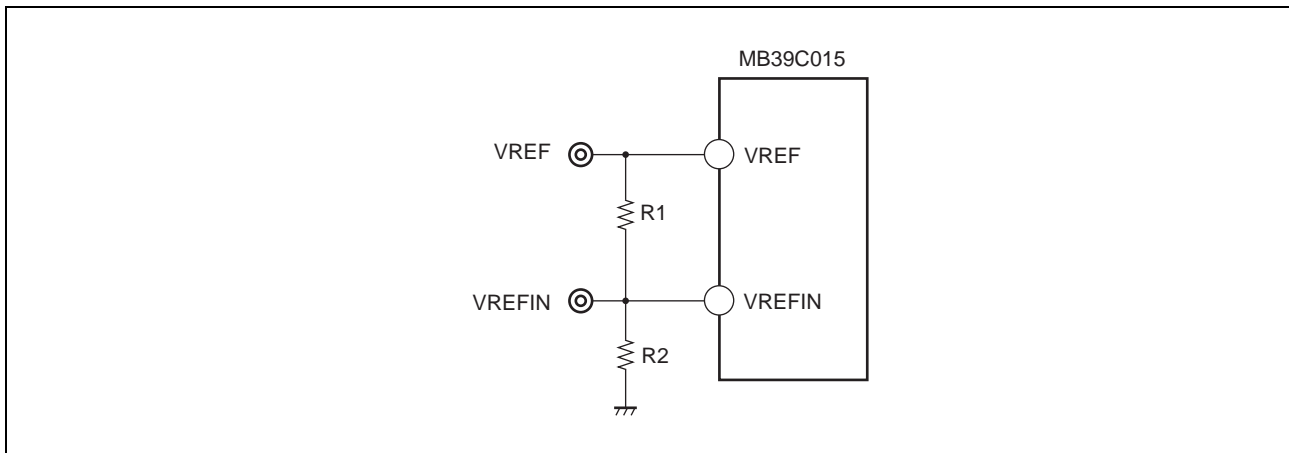 MB39C015
VREF
VREF
R1
VREFIN
VREFIN
R2